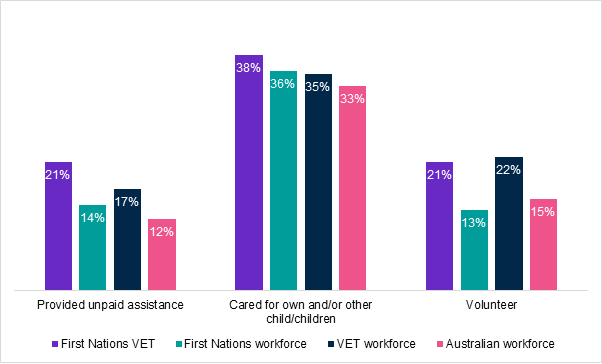 38%
36%
35%
33%
21%
14%
17%
12%
21%
13%
22%
15%
Provided unpaid assistance
Cared for own and/or other
child/children
Volunteer
First Nations VET
First Nations workforce
VET workforce
Australian workforce